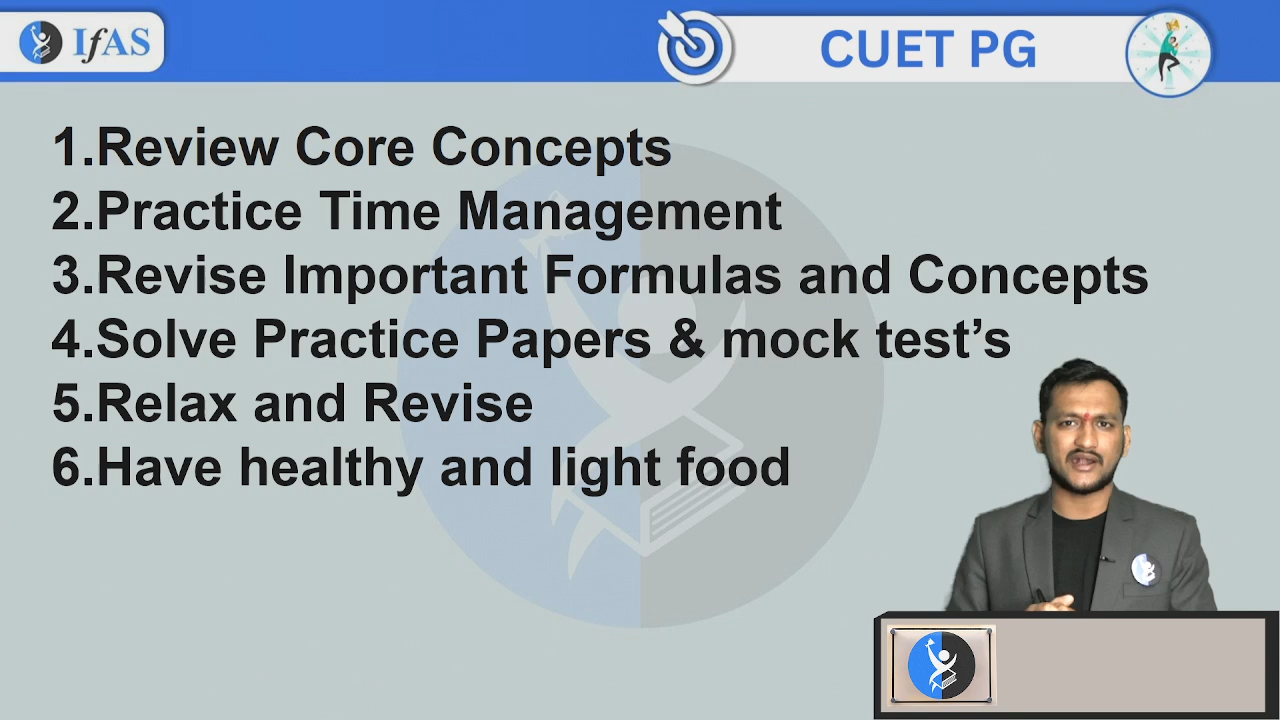 IfAS
CUET PG
1.Review Core Concepts
2.Practice Time Management
3.Revise Important Formulas and Concepts
4.Solve Practice Papers & mock test’s
5.Relax and Revise
6.Have healthy and light food